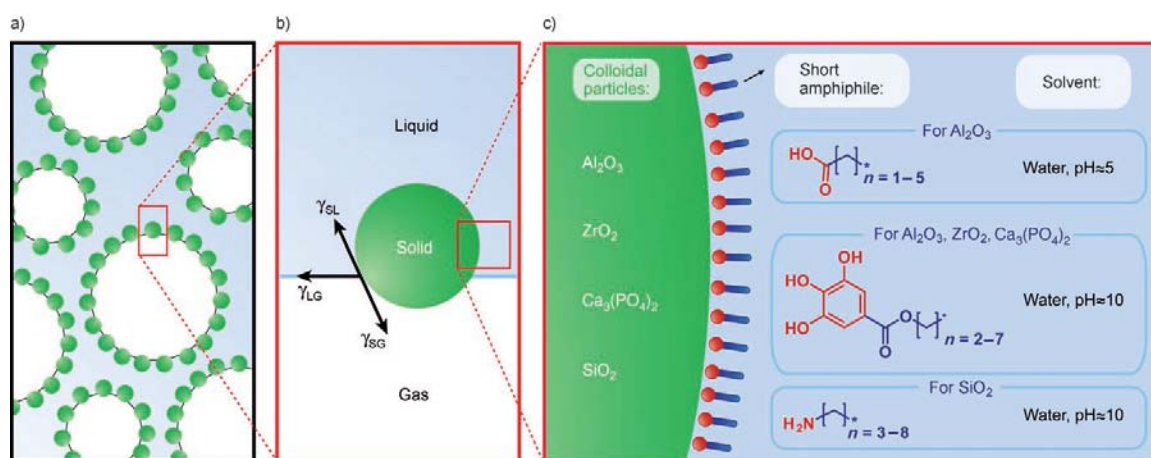 a)
b)
c)
Liquid
γSL
Solid
γLG
γSG
Gas
Colloidal
particles:
Al₂O₃
ZrO₂
Ca₃(PO₄)₂
SiO₂
Short
amphiphile:
Solvent:
For Al₂O₃
HO
O
*
n = 1–5
Water, pH≈5
For Al₂O₃, ZrO₂, Ca₃(PO₄)₂
OH
HO
HO
O
O
*
n = 2–7
Water, pH≈10
For SiO₂
H₂N
*
n = 3–8
Water, pH≈10